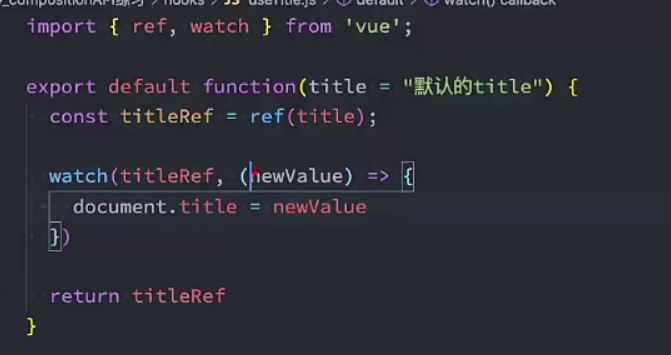 _compositionAPI练习 > hooks > JS useTitle.js > default > watch() callback
import { ref, watch } from 'vue';
export default function(title = "默认的title") {
const titleRef = ref(title);
watch(titleRef, (newValue) => {
document.title = newValue
})
return titleRef
}